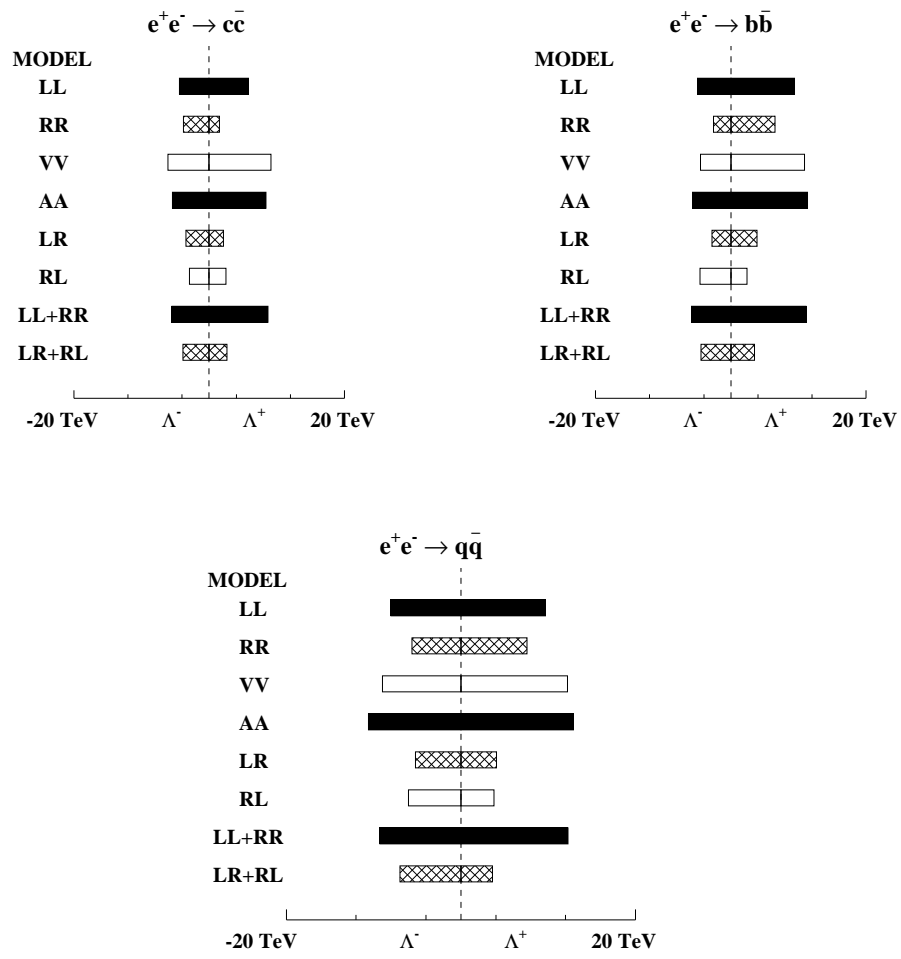 e⁺e⁻ → cc̄
MODEL
LL
RR
VV
AA
LR
RL
LL+RR
LR+RL
-20 TeV Λ⁻ Λ⁺ 20 TeV
e⁺e⁻ → bb̄
MODEL
LL
RR
VV
AA
LR
RL
LL+RR
LR+RL
-20 TeV Λ⁻ Λ⁺ 20 TeV
e⁺e⁻ → qq̄
MODEL
LL
RR
VV
AA
LR
RL
LL+RR
LR+RL
-20 TeV Λ⁻ Λ⁺ 20 TeV